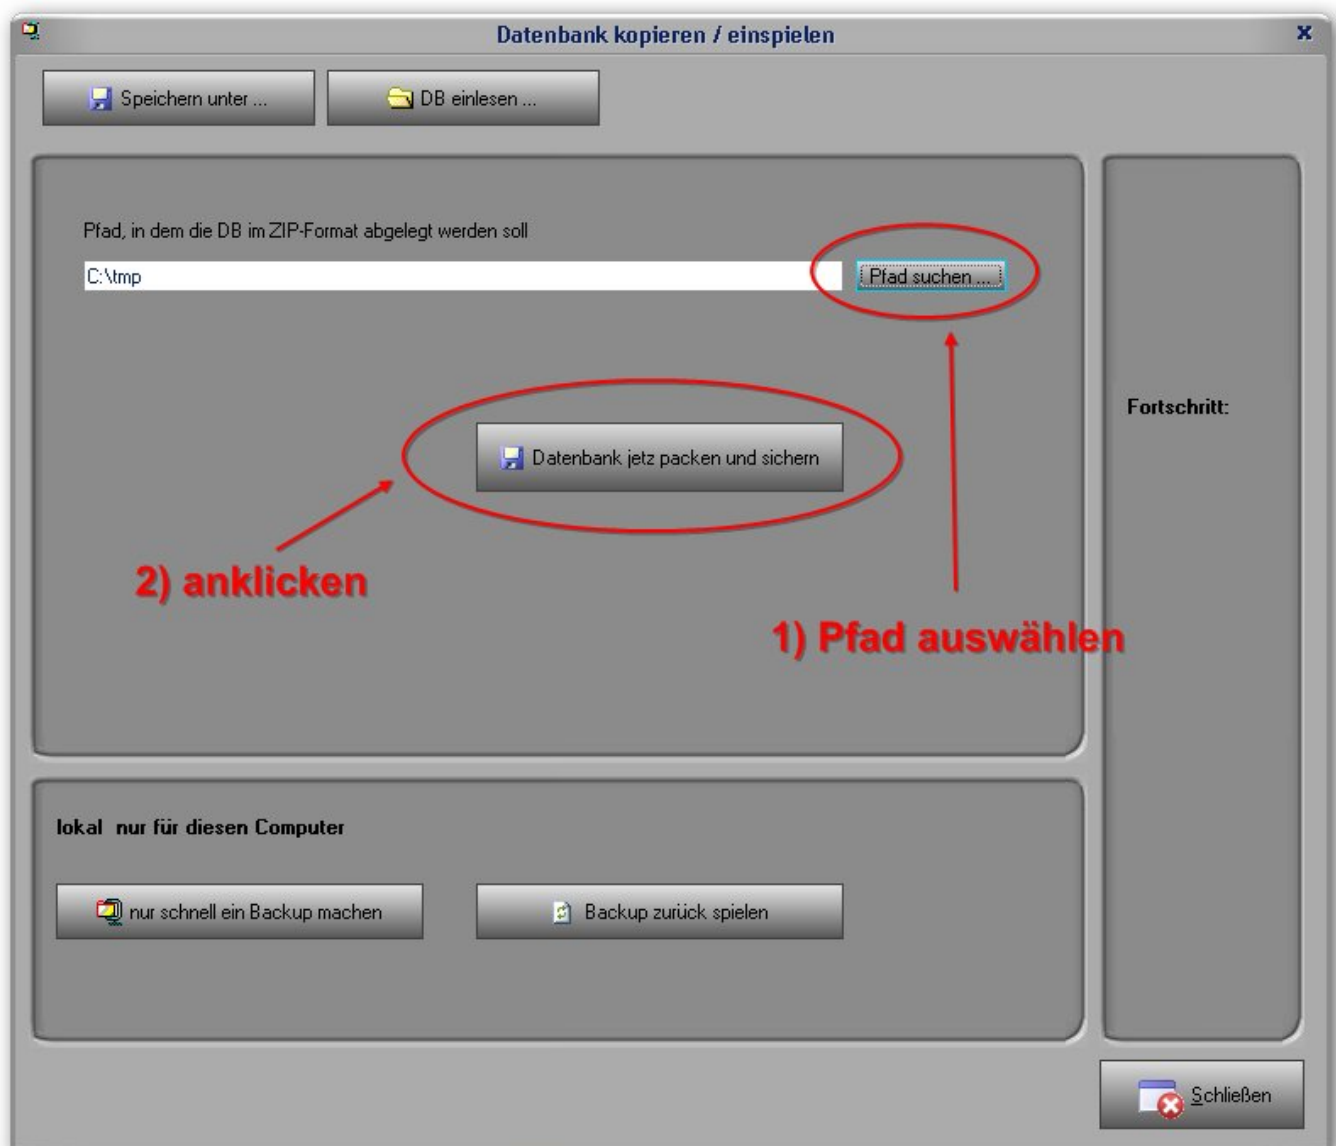 Datenbank kopieren / einspielen
Speichern unter ...
DB einlesen ...
Pfad, in dem die DB im ZIP-Format abgelegt werden soll
C:\tmp
Pfad suchen ...
Fortschritt:
Datenbank jetz packen und sichern
2) anklicken
1) Pfad auswählen
lokal nur für diesen Computer
nur schnell ein Backup machen
Backup zurück spielen
Schließen